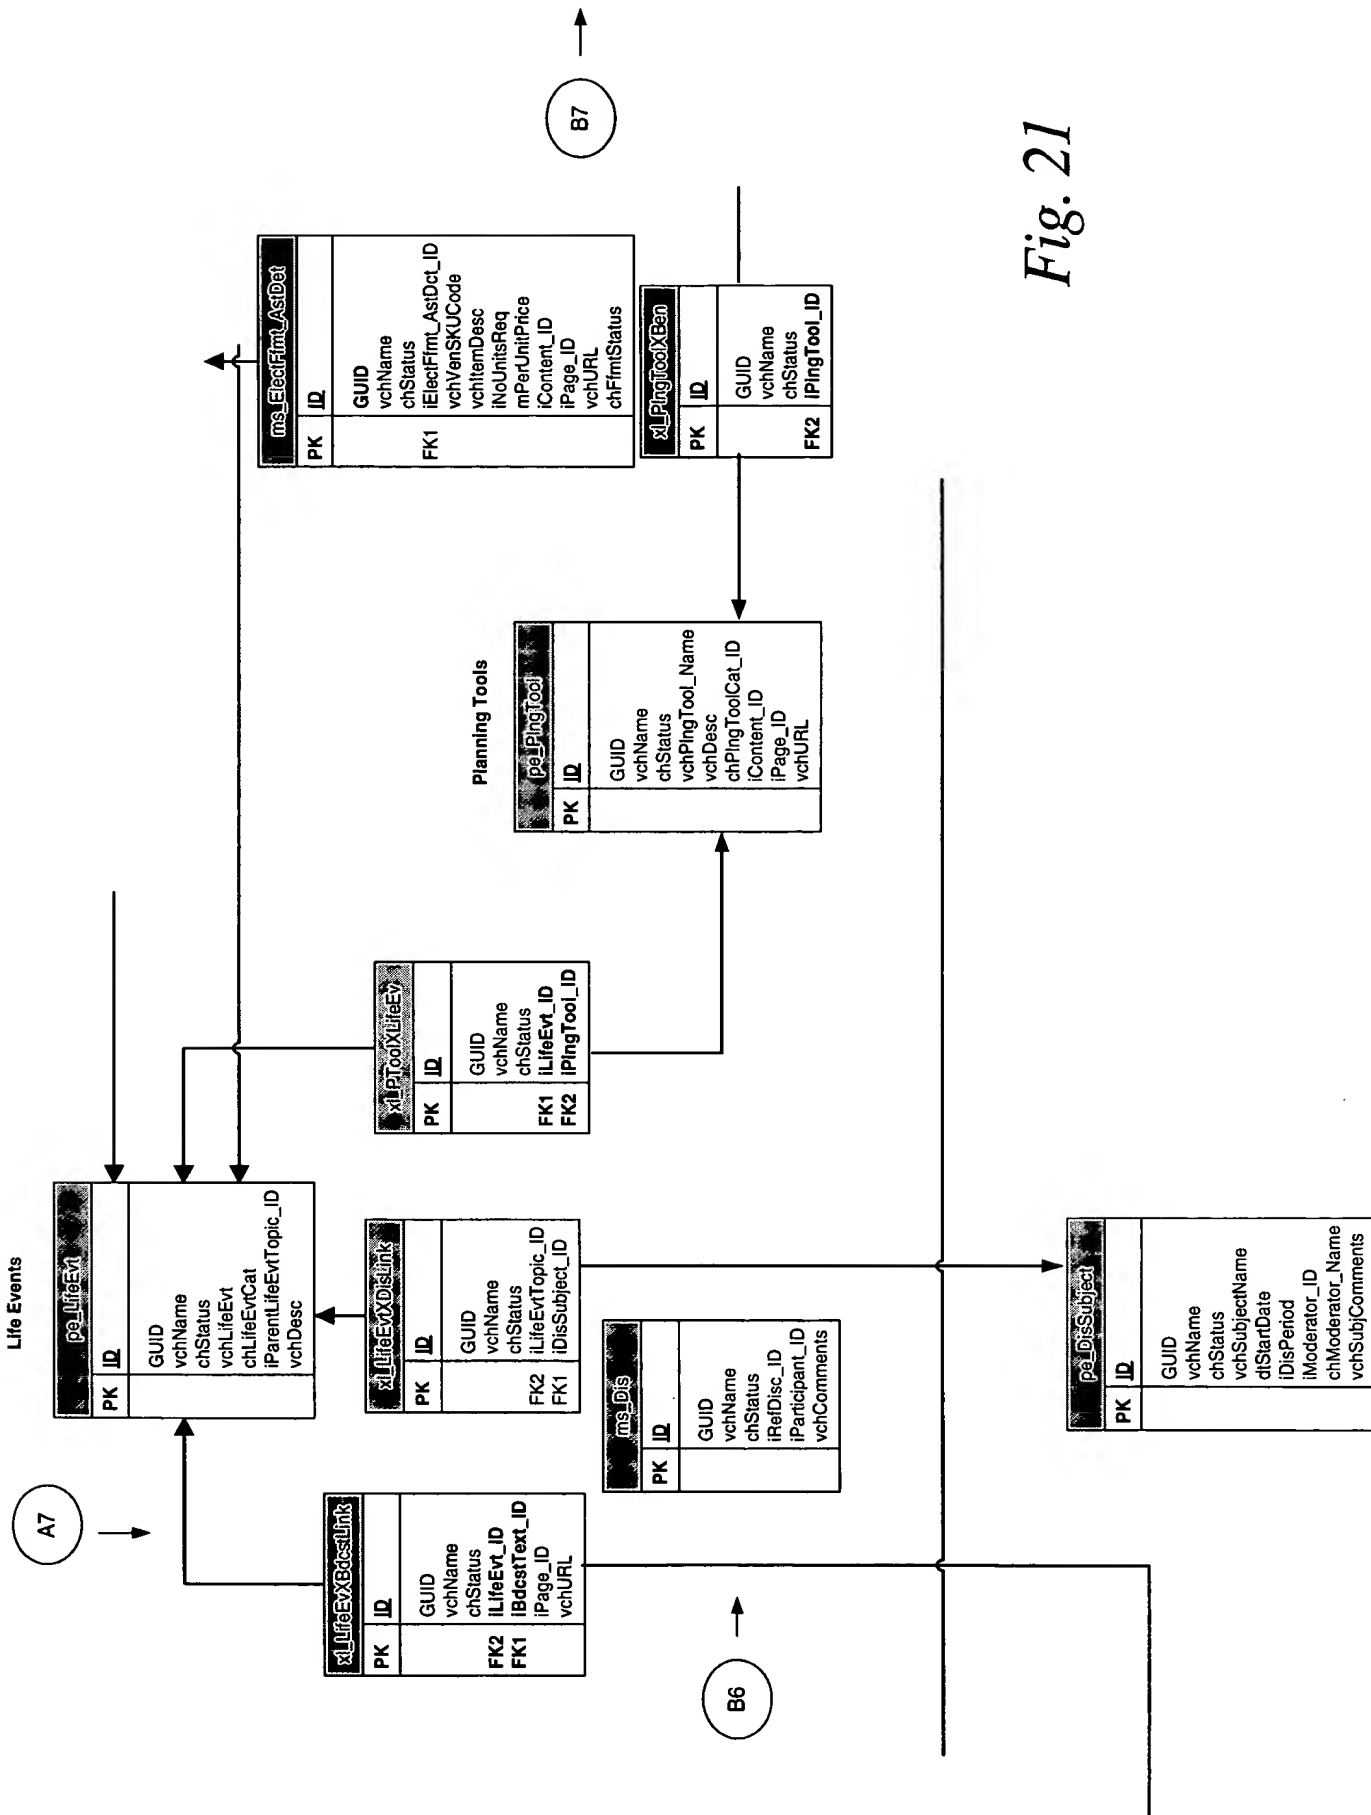 Life Events
A7
B7
pe_LifeEvt
PK ID
GUID
vchName
chStatus
vchLifeEvt
chLifeEvtCat
iParentLifeEvtTopic_ID
vchDesc
ms_ElectFfmt_AstDet
PK ID
GUID
vchName
chStatus
FK1 iElectFfmt_AstDct_ID
vchVenSKUCode
vchItemDesc
iNoUnitsReq
mPerUnitPrice
iContent_ID
iPage_ID
vchURL
chFfmtStatus
xl_LifeEvXBdcstLink
PK ID
GUID
vchName
chStatus
FK2 iLifeEvt_ID
FK1 iBdcstText_ID
iPage_ID
vchURL
xl_LifeEvtXDisLink
PK ID
GUID
vchName
chStatus
FK2 iLifeEvtTopic_ID
FK1 iDisSubject_ID
xl_PToolXLifeEv
PK ID
GUID
vchName
chStatus
FK1 iLifeEvt_ID
FK2 iPlngTool_ID
Planning Tools
pe_PlngTool
PK ID
GUID
vchName
chStatus
vchPlngTool_Name
vchDesc
chPlngToolCat_ID
iContent_ID
iPage_ID
vchURL
xl_PlngToolXBen
PK ID
GUID
vchName
chStatus
FK2 iPlngTool_ID
ms_Dis
PK ID
GUID
vchName
chStatus
iRefDisc_ID
iParticipant_ID
vchComments
B6
pe_DisSubject
PK ID
GUID
vchName
chStatus
vchSubjectName
dtStartDate
iDisPeriod
iModerator_ID
chModerator_Name
vchSubjComments
Fig. 21